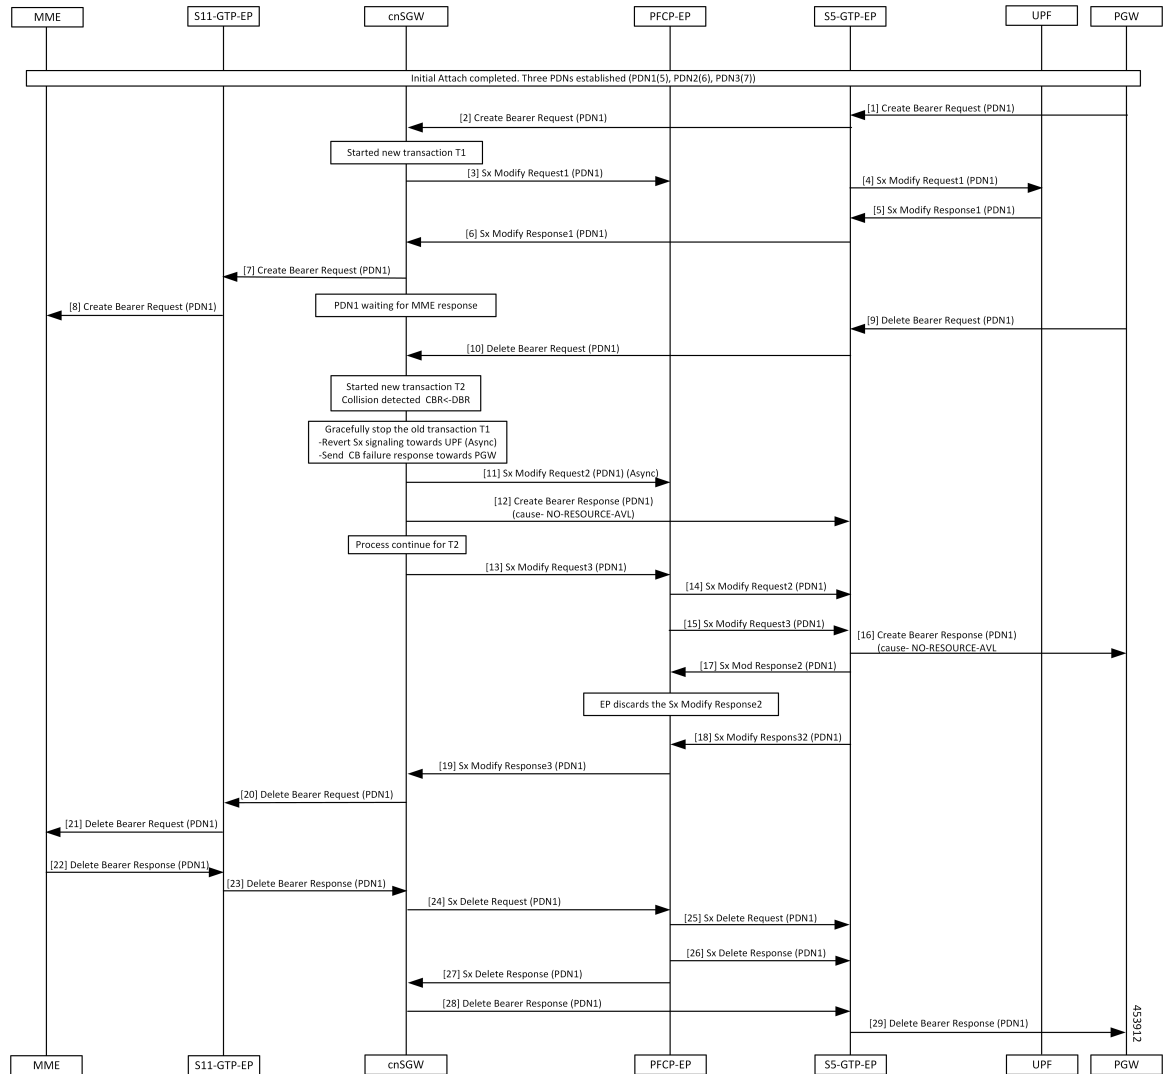 MME
S11-GTP-EP
cnSGW
PFCP-EP
S5-GTP-EP
UPF
PGW
Initial Attach completed. Three PDNs established (PDN1(5), PDN2(6), PDN3(7))
[1] Create Bearer Request (PDN1)
[2] Create Bearer Request (PDN1)
Started new transaction T1
[3] Sx Modify Request1 (PDN1)
[4] Sx Modify Request1 (PDN1)
[5] Sx Modify Response1 (PDN1)
[6] Sx Modify Response1 (PDN1)
[7] Create Bearer Request (PDN1)
PDN1 waiting for MME response
[8] Create Bearer Request (PDN1)
[9] Delete Bearer Request (PDN1)
[10] Delete Bearer Request (PDN1)
Started new transaction T2
Collision detected CBR<-DBR
Gracefully stop the old transaction T1
-Revert Sx signaling towards UPF (Async)
-Send CB failure response towards PGW
[11] Sx Modify Request2 (PDN1) (Async)
[12] Create Bearer Response (PDN1)
(cause- NO-RESOURCE-AVL)
Process continue for T2
[13] Sx Modify Request3 (PDN1)
[14] Sx Modify Request2 (PDN1)
[15] Sx Modify Request3 (PDN1)
[16] Create Bearer Response (PDN1)
(cause- NO-RESOURCE-AVL
[17] Sx Mod Response2 (PDN1)
EP discards the Sx Modify Response2
[18] Sx Modify Respons32 (PDN1)
[19] Sx Modify Response3 (PDN1)
[20] Delete Bearer Request (PDN1)
[21] Delete Bearer Request (PDN1)
[22] Delete Bearer Response (PDN1)
[23] Delete Bearer Response (PDN1)
[24] Sx Delete Request (PDN1)
[25] Sx Delete Request (PDN1)
[26] Sx Delete Response (PDN1)
[27] Sx Delete Response (PDN1)
[28] Delete Bearer Response (PDN1)
[29] Delete Bearer Response (PDN1)
453912
MME
S11-GTP-EP
cnSGW
PFCP-EP
S5-GTP-EP
UPF
PGW